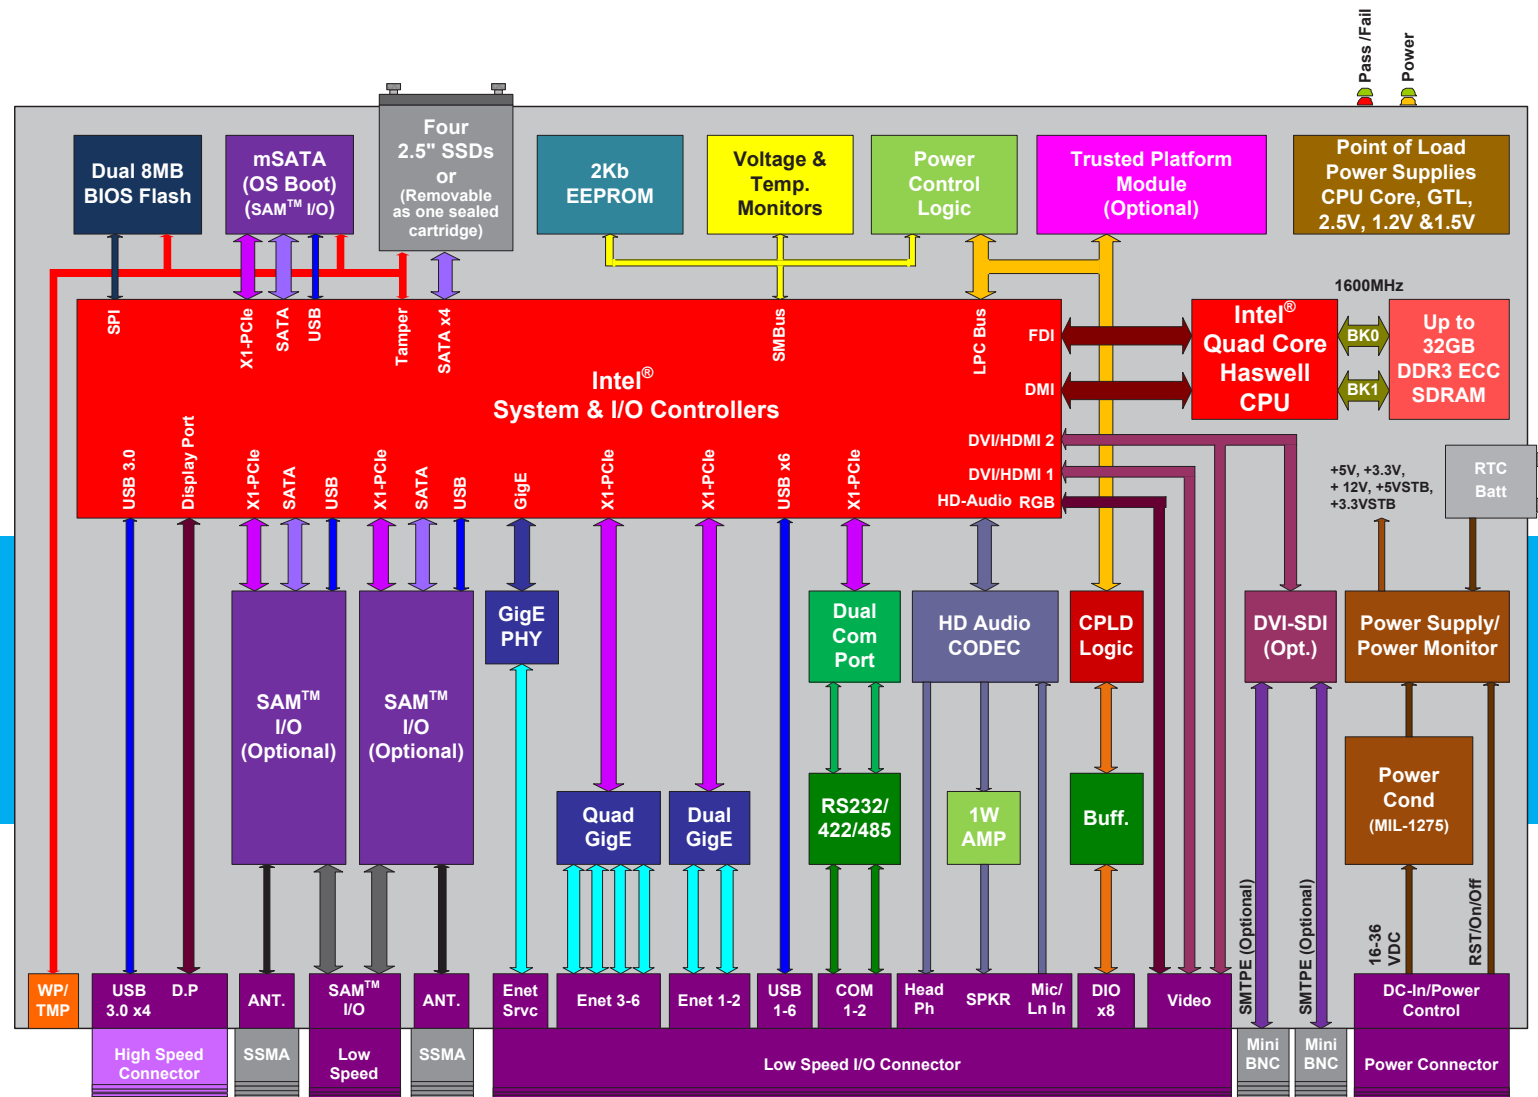 Pass /Fail
Power
Dual 8MB
BIOS Flash
mSATA
(OS Boot)
(SAM™ I/O)
Four
2.5" SSDs
or
(Removable
as one sealed
cartridge)
2Kb
EEPROM
Voltage &
Temp.
Monitors
Power
Control
Logic
Trusted Platform
Module
(Optional)
Point of Load
Power Supplies
CPU Core, GTL,
2.5V, 1.2V &1.5V
SPI
X1-PCIe
SATA
USB
Tamper
SATA x4
SMBus
LPC Bus
FDI
DMI
Intel®
System & I/O Controllers
Intel®
Quad Core
Haswell
CPU
1600MHz
BK0
BK1
Up to
32GB
DDR3 ECC
SDRAM
DVI/HDMI 2
DVI/HDMI 1
HD-Audio RGB
USB 3.0
Display Port
X1-PCIe
SATA
USB
X1-PCIe
SATA
USB
GigE
X1-PCIe
X1-PCIe
USB x6
X1-PCIe
+5V, +3.3V,
+ 12V, +5VSTB,
+3.3VSTB
RTC
Batt
SAM™
I/O
(Optional)
SAM™
I/O
(Optional)
GigE
PHY
Dual
Com
Port
HD Audio
CODEC
CPLD
Logic
DVI-SDI
(Opt.)
Power Supply/
Power Monitor
Quad
GigE
Dual
GigE
RS232/
422/485
1W
AMP
Buff.
Power
Cond
(MIL-1275)
SMTPE (Optional)
SMTPE (Optional)
16-36
VDC
RST/On/Off
WP/
TMP
USB
3.0 x4
D.P
ANT.
SAM™
I/O
ANT.
Enet
Srvc
Enet 3-6
Enet 1-2
USB
1-6
COM
1-2
Head
Ph
SPKR
Mic/
Ln In
DIO
x8
Video
DC-In/Power
Control
High Speed
Connector
SSMA
Low
Speed
SSMA
Low Speed I/O Connector
Mini
BNC
Mini
BNC
Power Connector